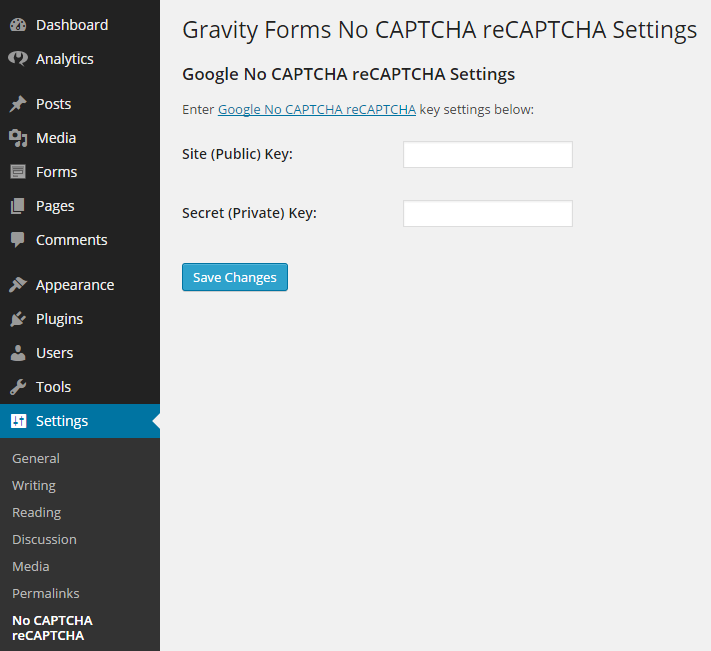 Dashboard
Analytics
Posts
Media
Forms
Pages
Comments
Appearance
Plugins
Users
Tools
Settings
General
Writing
Reading
Discussion
Media
Permalinks
No CAPTCHA
reCAPTCHA
Gravity Forms No CAPTCHA reCAPTCHA Settings
Google No CAPTCHA reCAPTCHA Settings
Enter Google No CAPTCHA reCAPTCHA key settings below:
Site (Public) Key:
Secret (Private) Key:
Save Changes